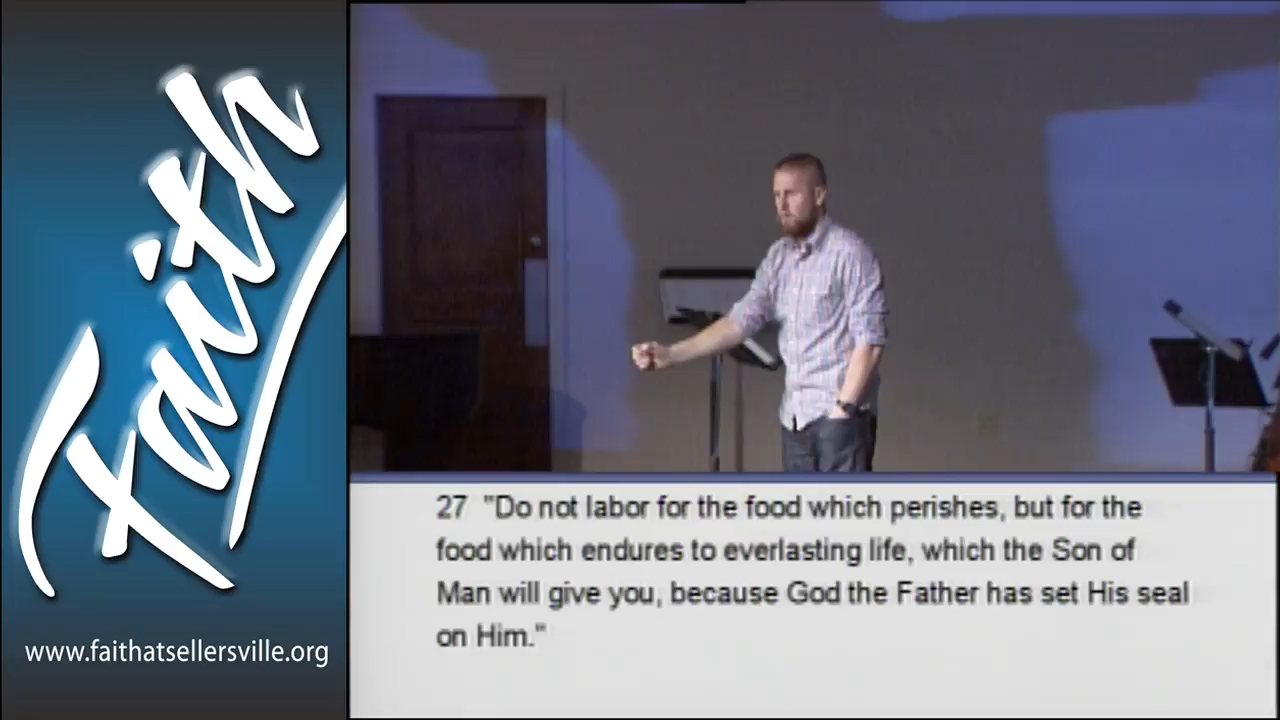 Faith
www.faithatsellersville.org
27 "Do not labor for the food which perishes, but for the
food which endures to everlasting life, which the Son of
Man will give you, because God the Father has set His seal
on Him."